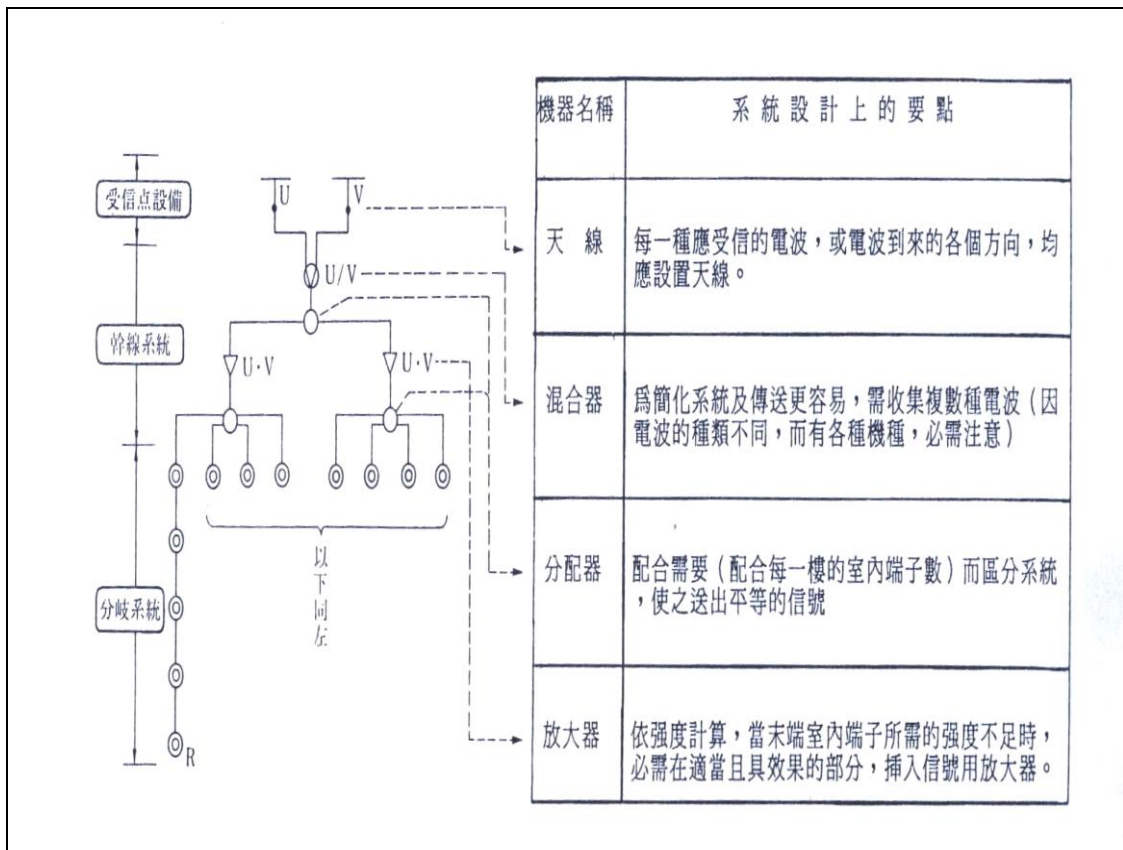 受信点設備
幹線系統
分岐系統
U
V
U/V
U·V
U·V
以下同左
R
機器名稱
系統設計上的要點
天線
每一種應受信的電波，或電波到來的各個方向，均
應設置天線。
混合器
爲簡化系統及傳送更容易，需收集複數種電波（因
電波的種類不同，而有各種機種，必需注意）
分配器
配合需要（配合每一樓的室內端子數）而區分系統
，使之送出平等的信號
放大器
依强度計算，當末端室內端子所需的强度不足時，
必需在適當且具效果的部分，挿入信號用放大器。